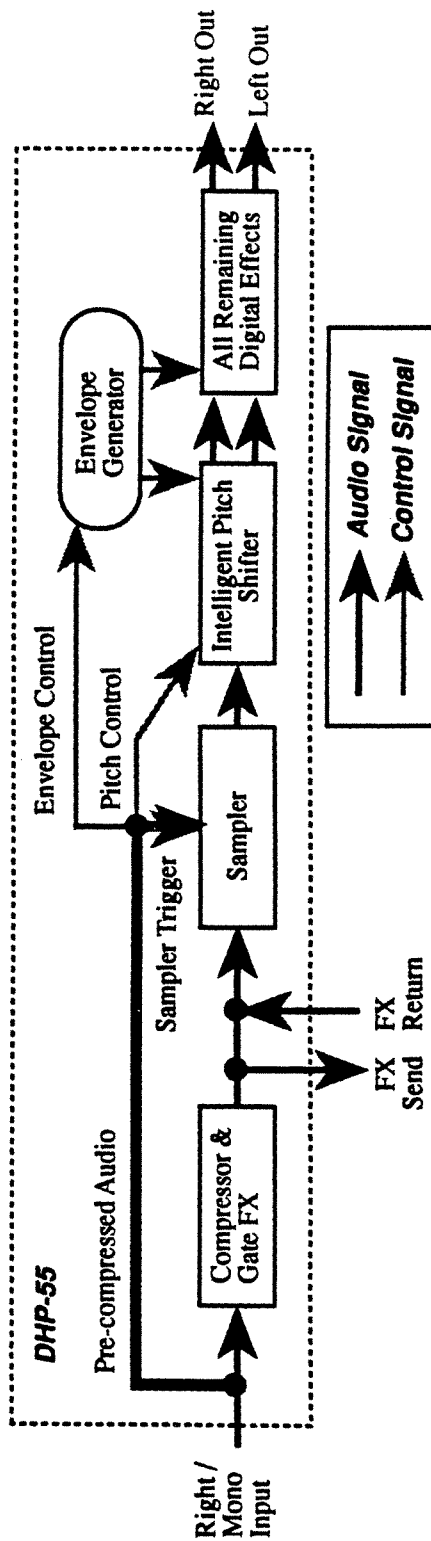 DHP-55
Envelope Control
Envelope
Generator
Pre-compressed Audio
Pitch Control
Sampler Trigger
Right /
Mono
Input
Compressor &
Gate FX
Sampler
Intelligent Pitch
Shifter
All Remaining
Digital Effects
Right Out
Left Out
FX
Send
FX
Return
Audio Signal
Control Signal